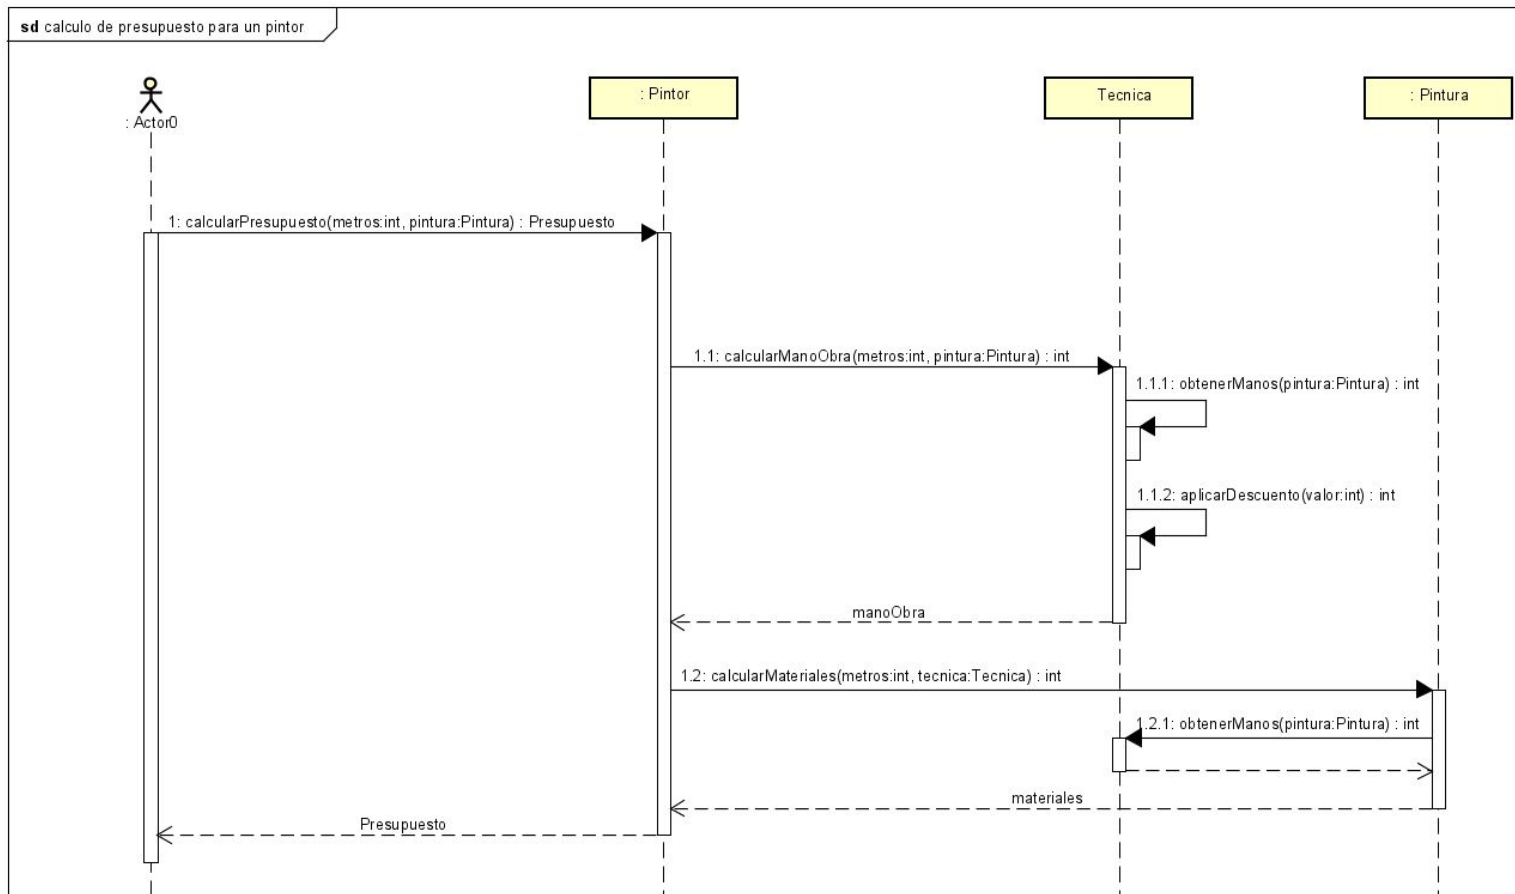 sd calculo de presupuesto para un pintor
: Actor0
: Pintor
Tecnica
: Pintura
1: calcularPresupuesto(metros:int, pintura:Pintura) : Presupuesto
1.1: calcularManoObra(metros:int, pintura:Pintura) : int
1.1.1: obtenerManos(pintura:Pintura) : int
1.1.2: aplicarDescuento(valor:int) : int
manoObra
1.2: calcularMateriales(metros:int, tecnica:Tecnica) : int
1.2.1: obtenerManos(pintura:Pintura) : int
materiales
Presupuesto